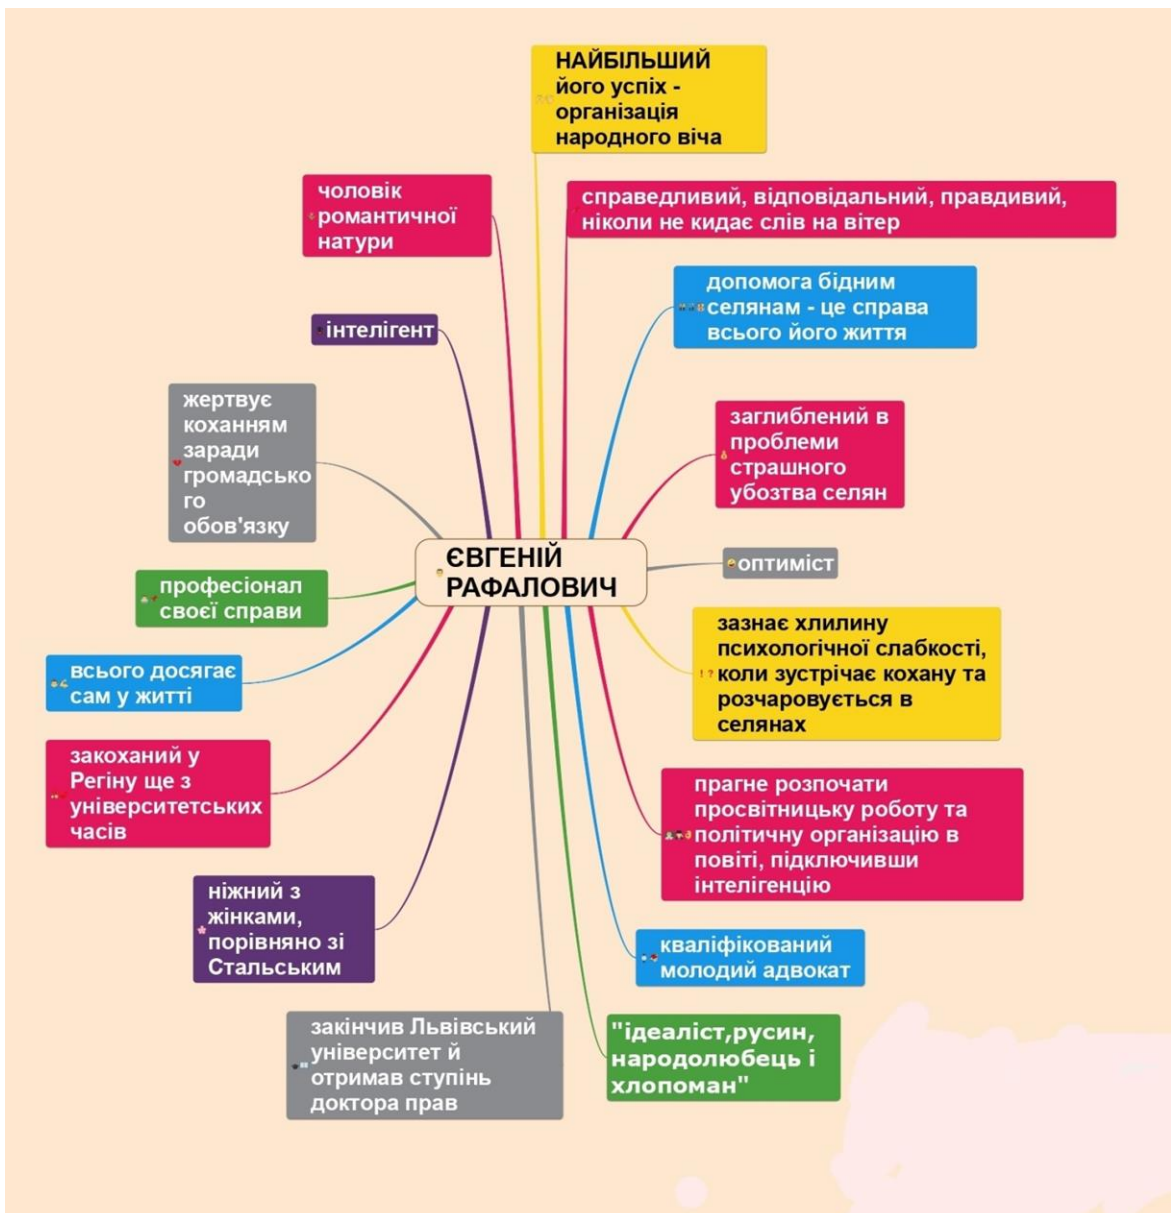 НАЙБІЛЬШИЙ
його успіх -
організація
народного віча
чоловік
романтичної
натури
справедливий, відповідальний, правдивий,
ніколи не кидає слів на вітер
допомога бідним
селянам - це справа
всього його життя
інтелігент
жертвує
коханням
заради
громадсько
го
обов'язку
заглиблений в
проблеми
страшного
убозтва селян
ЄВГЕНІЙ
РАФАЛОВИЧ
оптиміст
професіонал
своєї справи
зазнає хлилину
психологічної слабкості,
коли зустрічає кохану та
розчаровується в
селянах
всього досягає
сам у житті
закоханий у
Регіну ще з
університетських
часів
прагне розпочати
просвітницьку роботу та
політичну організацію в
повіті, підключивши
інтелігенцію
ніжний з
жінками,
порівняно зі
Стальським
кваліфікований
молодий адвокат
закінчив Львівський
університет й
отримав ступінь
доктора прав
"ідеаліст,русин,
народолюбець і
хлопоман"